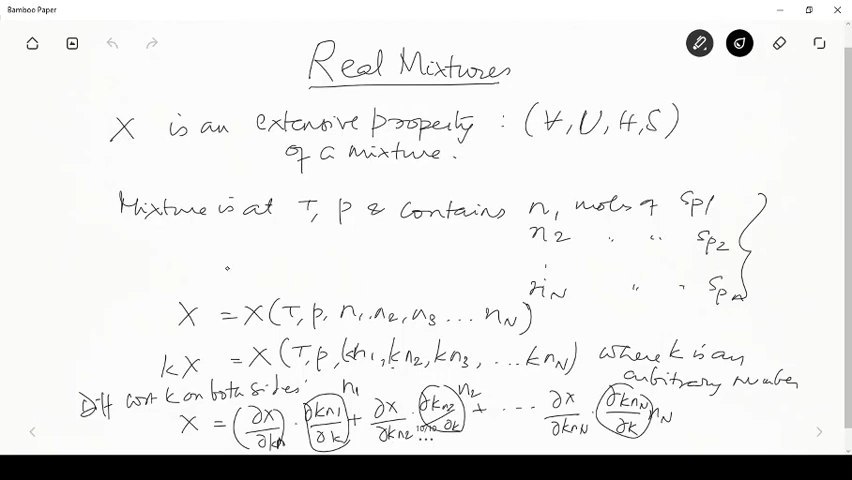 Bamboo Paper
Real Mixtures
X is an extensive property : (V, U, H, S)
of a mixture.
Mixture is at T, p & contains n1 mols of Sp1
n2 " " Sp2
nN " " Spn
X = X(T, p, n1, n2, n3 ... nN)
kX = X(T, p, kn1, kn2, kn3, ... knN) where k is an
arbitrary number
Diff wrt k on both sides: n1 n2
X = (∂X/∂kn1) · ∂kn1/∂k + ∂X/∂kn2 · ∂kn2/∂k + ... ∂X/∂knN · ∂knN/∂k nN
10/10